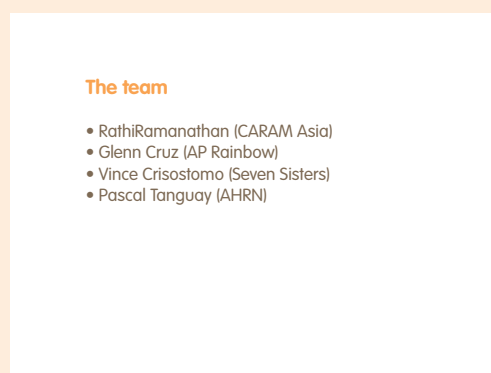 The team
• RathiRamanathan (CARAM Asia)
• Glenn Cruz (AP Rainbow)
• Vince Crisostomo (Seven Sisters)
• Pascal Tanguay (AHRN)